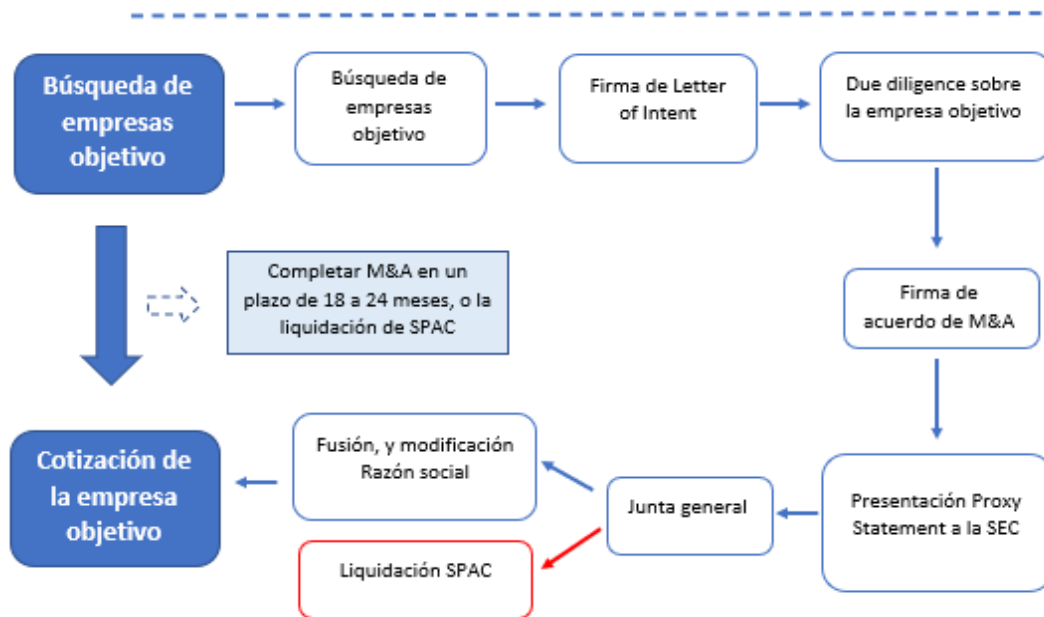 Búsqueda de
empresas
objetivo
Búsqueda de
empresas
objetivo
Firma de Letter
of Intent
Due diligence sobre
la empresa objetivo
Completar M&A en un
plazo de 18 a 24 meses, o la
liquidación de SPAC
Firma de
acuerdo de M&A
Cotización de
la empresa
objetivo
Fusión, y modificación
Razón social
Junta general
Presentación Proxy
Statement a la SEC
Liquidación SPAC